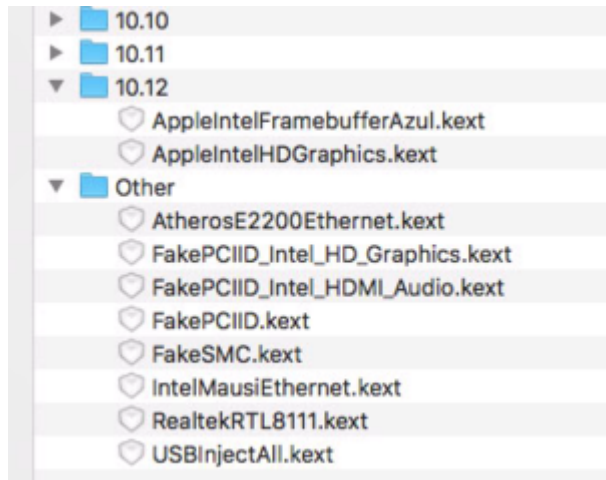 10.10
10.11
10.12
AppleIntelFramebufferAzul.kext
AppleIntelHDGraphics.kext
Other
AtherosE2200Ethernet.kext
FakePCIID_Intel_HD_Graphics.kext
FakePCIID_Intel_HDMI_Audio.kext
FakePCIID.kext
FakeSMC.kext
IntelMausiEthernet.kext
RealtekRTL8111.kext
USBInjectAll.kext